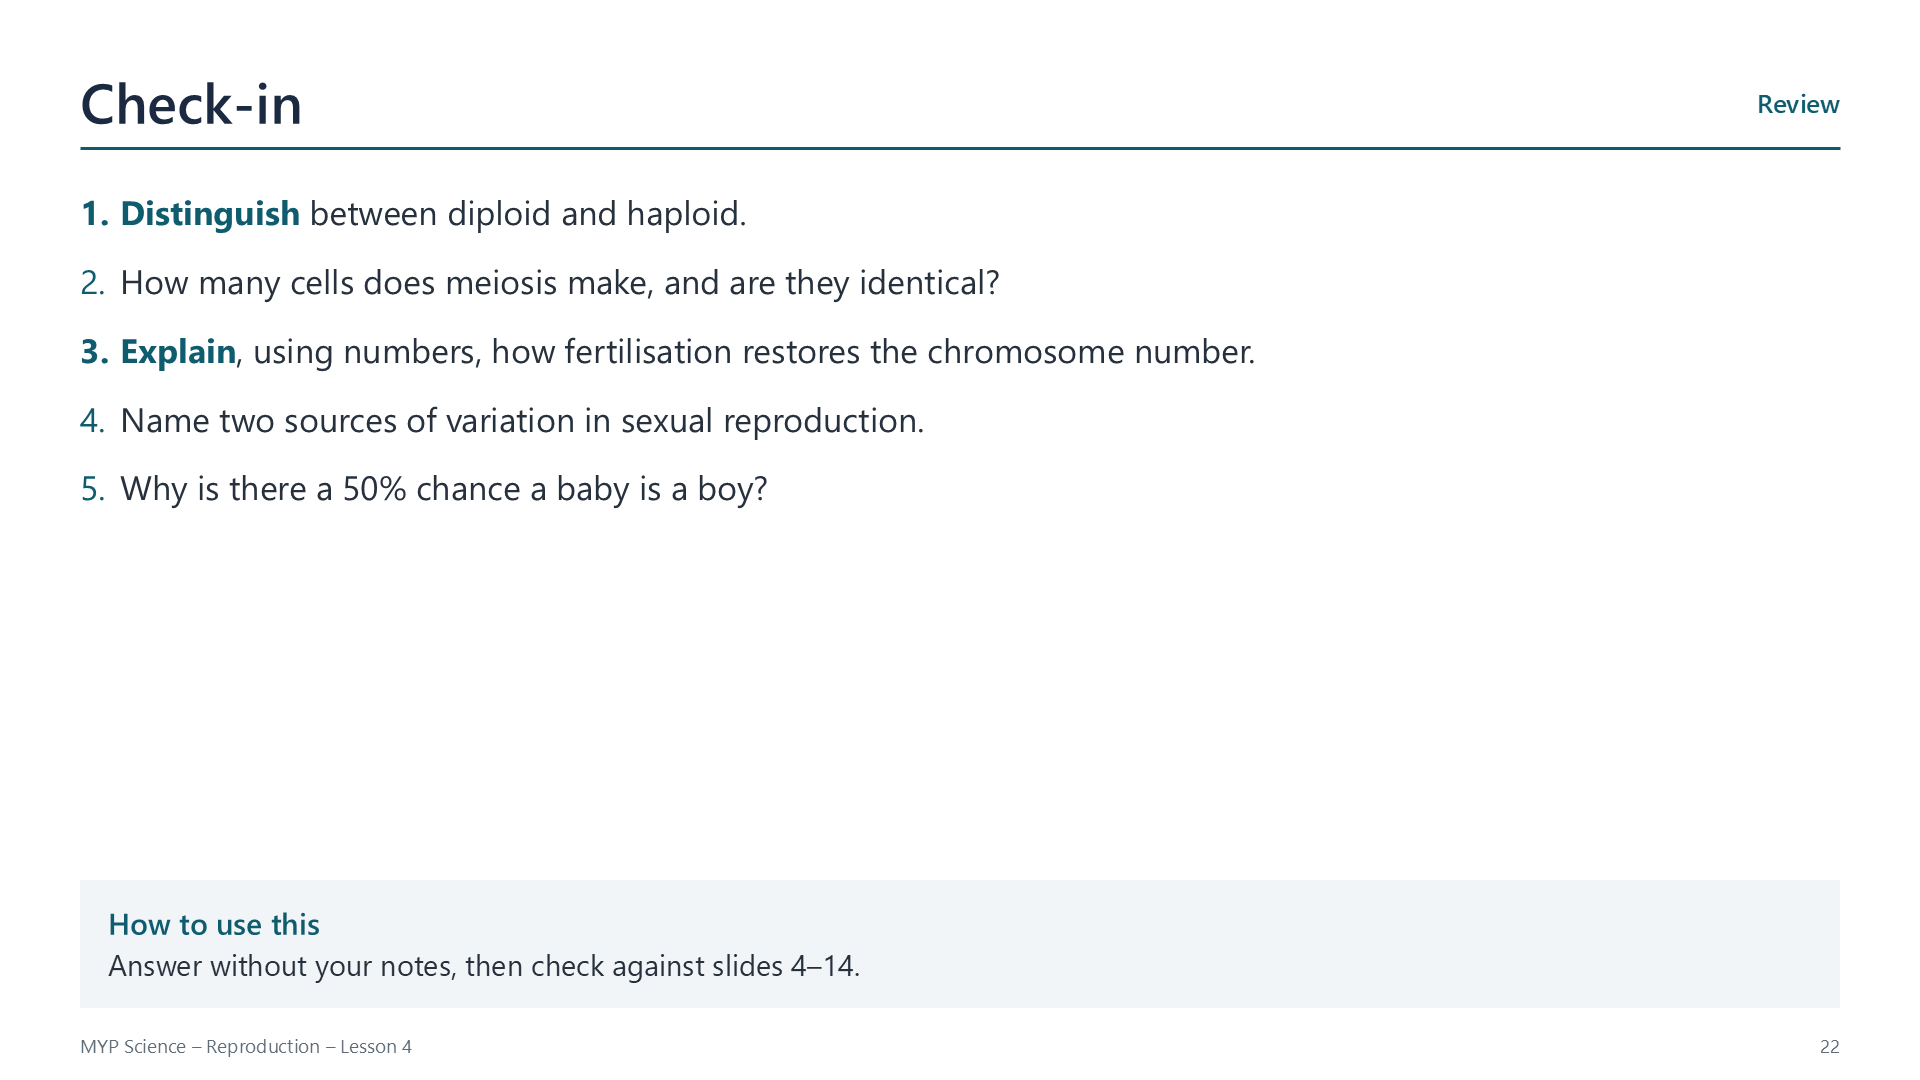 Check-in
Review
1. Distinguish between diploid and haploid.
2. How many cells does meiosis make, and are they identical?
3. Explain, using numbers, how fertilisation restores the chromosome number.
4. Name two sources of variation in sexual reproduction.
5. Why is there a 50% chance a baby is a boy?
How to use this
Answer without your notes, then check against slides 4–14.
MYP Science – Reproduction – Lesson 4
22